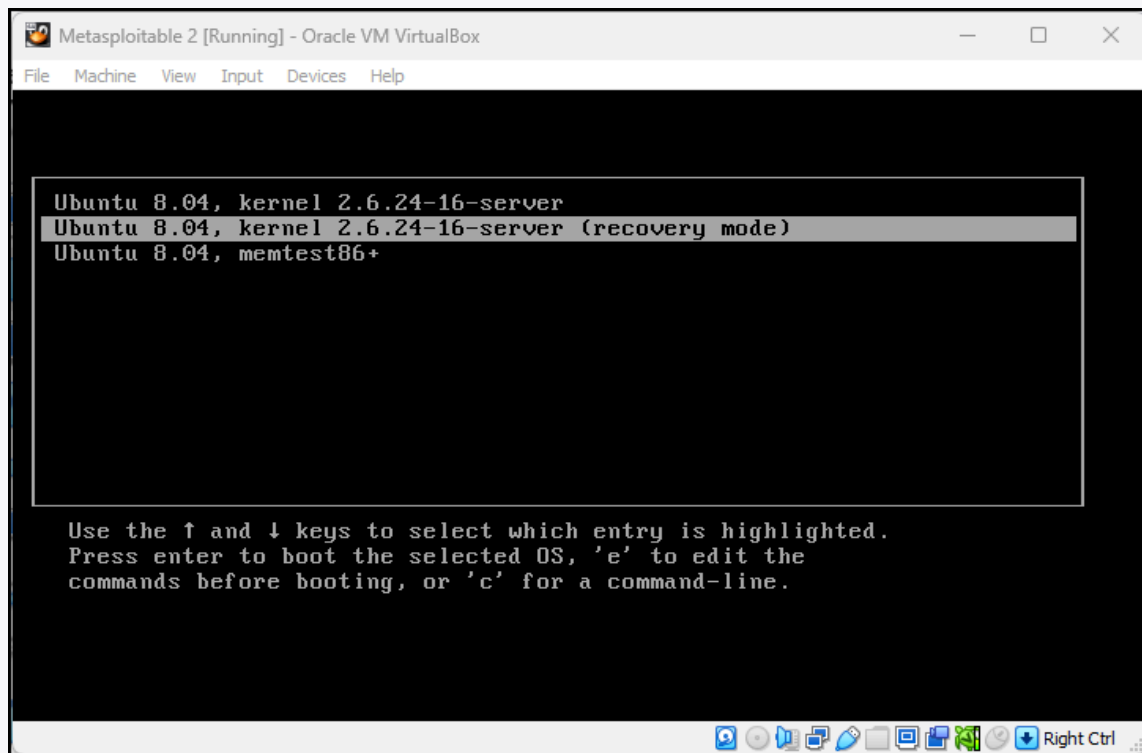 Metasploitable 2 [Running] - Oracle VM VirtualBox
File Machine View Input Devices Help
Ubuntu 8.04, kernel 2.6.24-16-server
Ubuntu 8.04, kernel 2.6.24-16-server (recovery mode)
Ubuntu 8.04, memtest86+
Use the ↑ and ↓ keys to select which entry is highlighted.
Press enter to boot the selected OS, 'e' to edit the
commands before booting, or 'c' for a command-line.
Right Ctrl